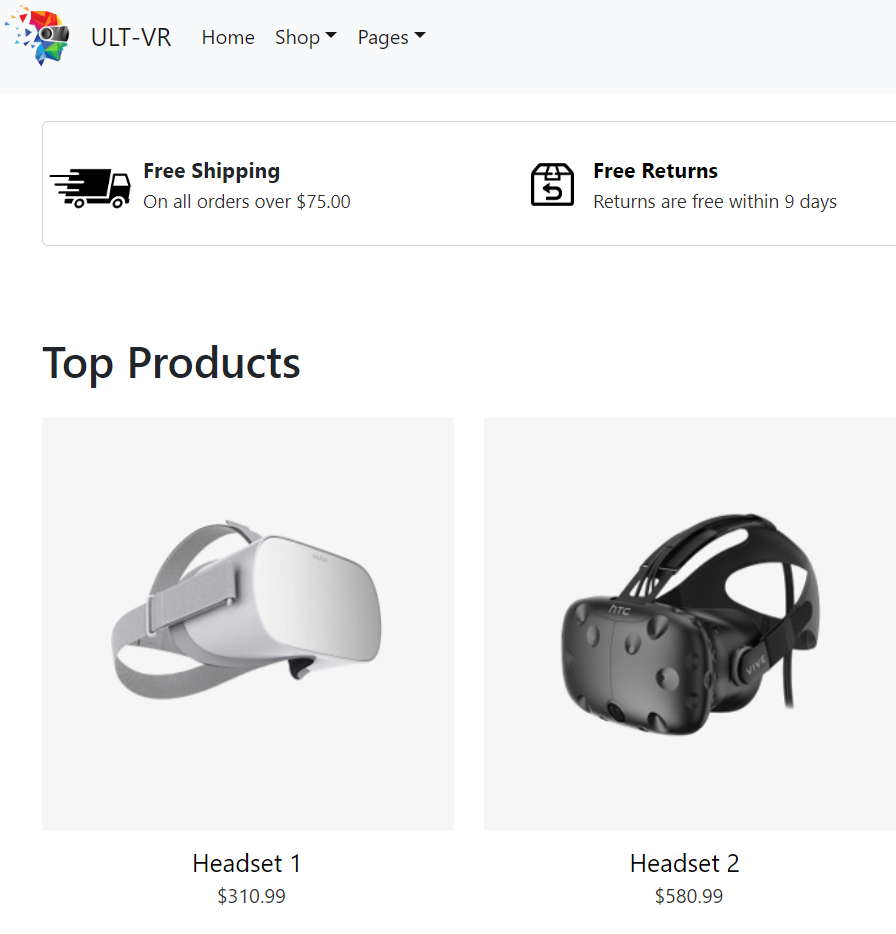 ULT-VR Home Shop Pages
Free Shipping
On all orders over $75.00
Free Returns
Returns are free within 9 days
Top Products
hTC
VIVE
Headset 1
$310.99
Headset 2
$580.99